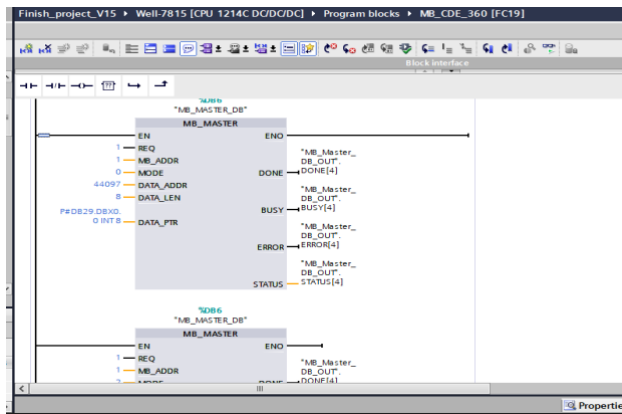 Finish_project_V15 ▸ Well-7815 [CPU 1214C DC/DC/DC] ▸ Program blocks ▸ MB_CDE_360 [FC19]
Block interface
%DB6
"MB_MASTER_DB"
MB_MASTER
EN ENO
1 REQ
1 MB_ADDR
0 MODE
44097 DATA_ADDR
8 DATA_LEN
P#DB29.DBX0.
0 INT 8 DATA_PTR
"MB_Master_
DB_OUT".
DONE DONE[4]
"MB_Master_
DB_OUT".
BUSY BUSY[4]
"MB_Master_
DB_OUT".
ERROR ERROR[4]
"MB_Master_
DB_OUT".
STATUS STATUS[4]
%DB6
"MB_MASTER_DB"
MB_MASTER
EN ENO
1 REQ
1 MB_ADDR
"MB_Master_
DB_OUT".
MODE DONE DONE[4]
Propertie